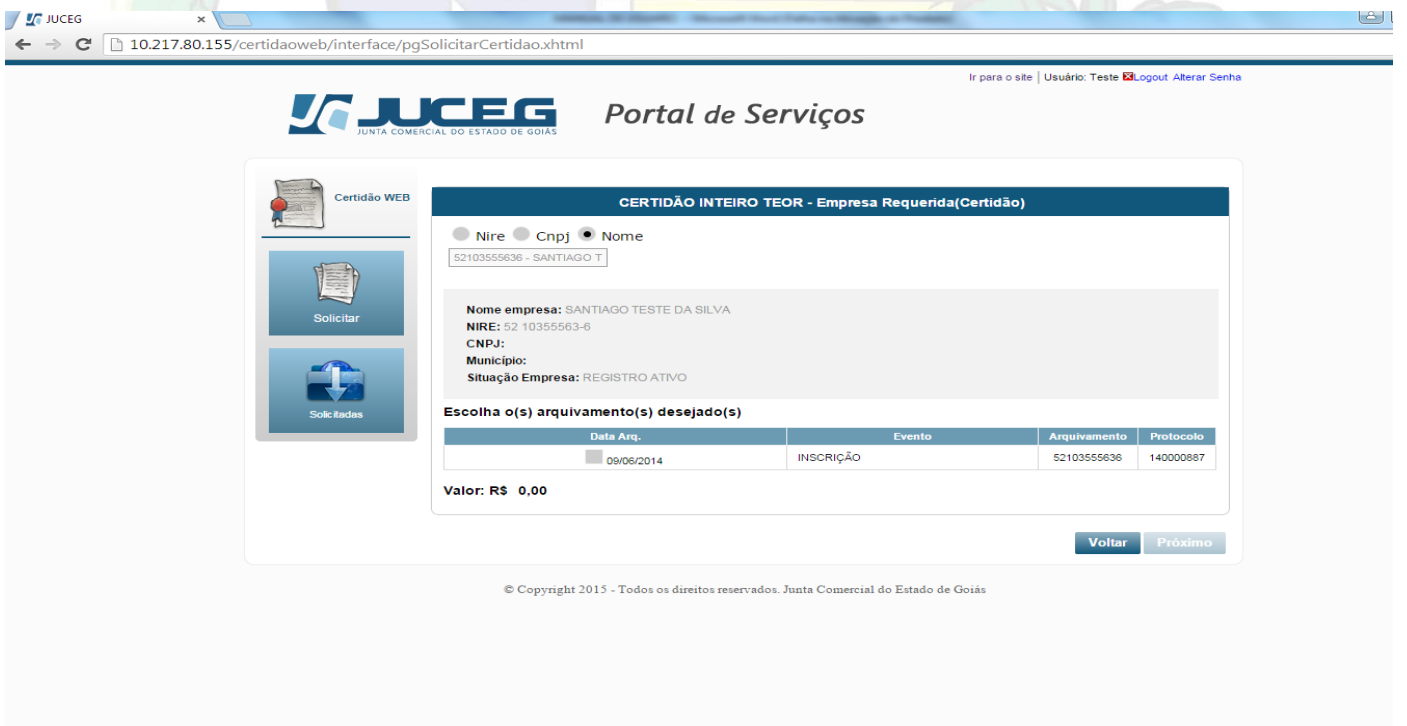 JUCEG
10.217.80.155/certidaoweb/interface/pgSolicitarCertidao.xhtml
Ir para o site | Usuário: Teste Logout Alterar Senha
JUCEG
JUNTA COMERCIAL DO ESTADO DE GOIÁS
Portal de Serviços
Certidão WEB
Solicitar
Solicitadas
CERTIDÃO INTEIRO TEOR - Empresa Requerida(Certidão)
Nire Cnpj Nome
52103555636 - SANTIAGO T
Nome empresa: SANTIAGO TESTE DA SILVA
NIRE: 52 10355563-6
CNPJ:
Município:
Situação Empresa: REGISTRO ATIVO
Escolha o(s) arquivamento(s) desejado(s)
Data Arq. Evento Arquivamento Protocolo
09/06/2014 INSCRIÇÃO 52103555636 140000887
Valor: R$ 0,00
Voltar Próximo
© Copyright 2015 - Todos os direitos reservados. Junta Comercial do Estado de Goiás